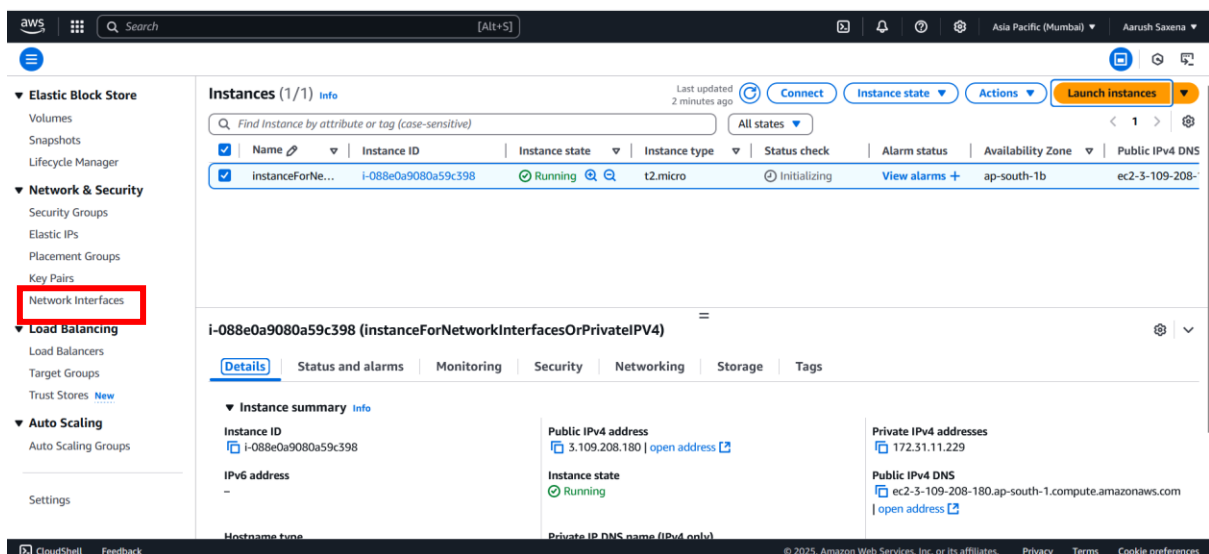 aws Search [Alt+S] Asia Pacific (Mumbai) Aarush Saxena
Elastic Block Store
Volumes
Snapshots
Lifecycle Manager
Network & Security
Security Groups
Elastic IPs
Placement Groups
Key Pairs
Network Interfaces
Load Balancing
Load Balancers
Target Groups
Trust Stores New
Auto Scaling
Auto Scaling Groups
Settings
Instances (1/1) Info
Last updated
2 minutes ago
Connect Instance state Actions Launch instances
Find Instance by attribute or tag (case-sensitive) All states 1
Name Instance ID Instance state Instance type Status check Alarm status Availability Zone Public IPv4 DNS
instanceForNe... i-088e0a9080a59c398 Running t2.micro Initializing View alarms + ap-south-1b ec2-3-109-208-
i-088e0a9080a59c398 (instanceForNetworkInterfacesOrPrivateIPV4)
Details Status and alarms Monitoring Security Networking Storage Tags
Instance summary Info
Instance ID
i-088e0a9080a59c398
Public IPv4 address
3.109.208.180 | open address
Private IPv4 addresses
172.31.11.229
IPv6 address
–
Instance state
Running
Public IPv4 DNS
ec2-3-109-208-180.ap-south-1.compute.amazonaws.com
| open address
Hostname type
Private IP DNS name (IPv4 only)
CloudShell Feedback © 2025, Amazon Web Services, Inc. or its affiliates. Privacy Terms Cookie preferences